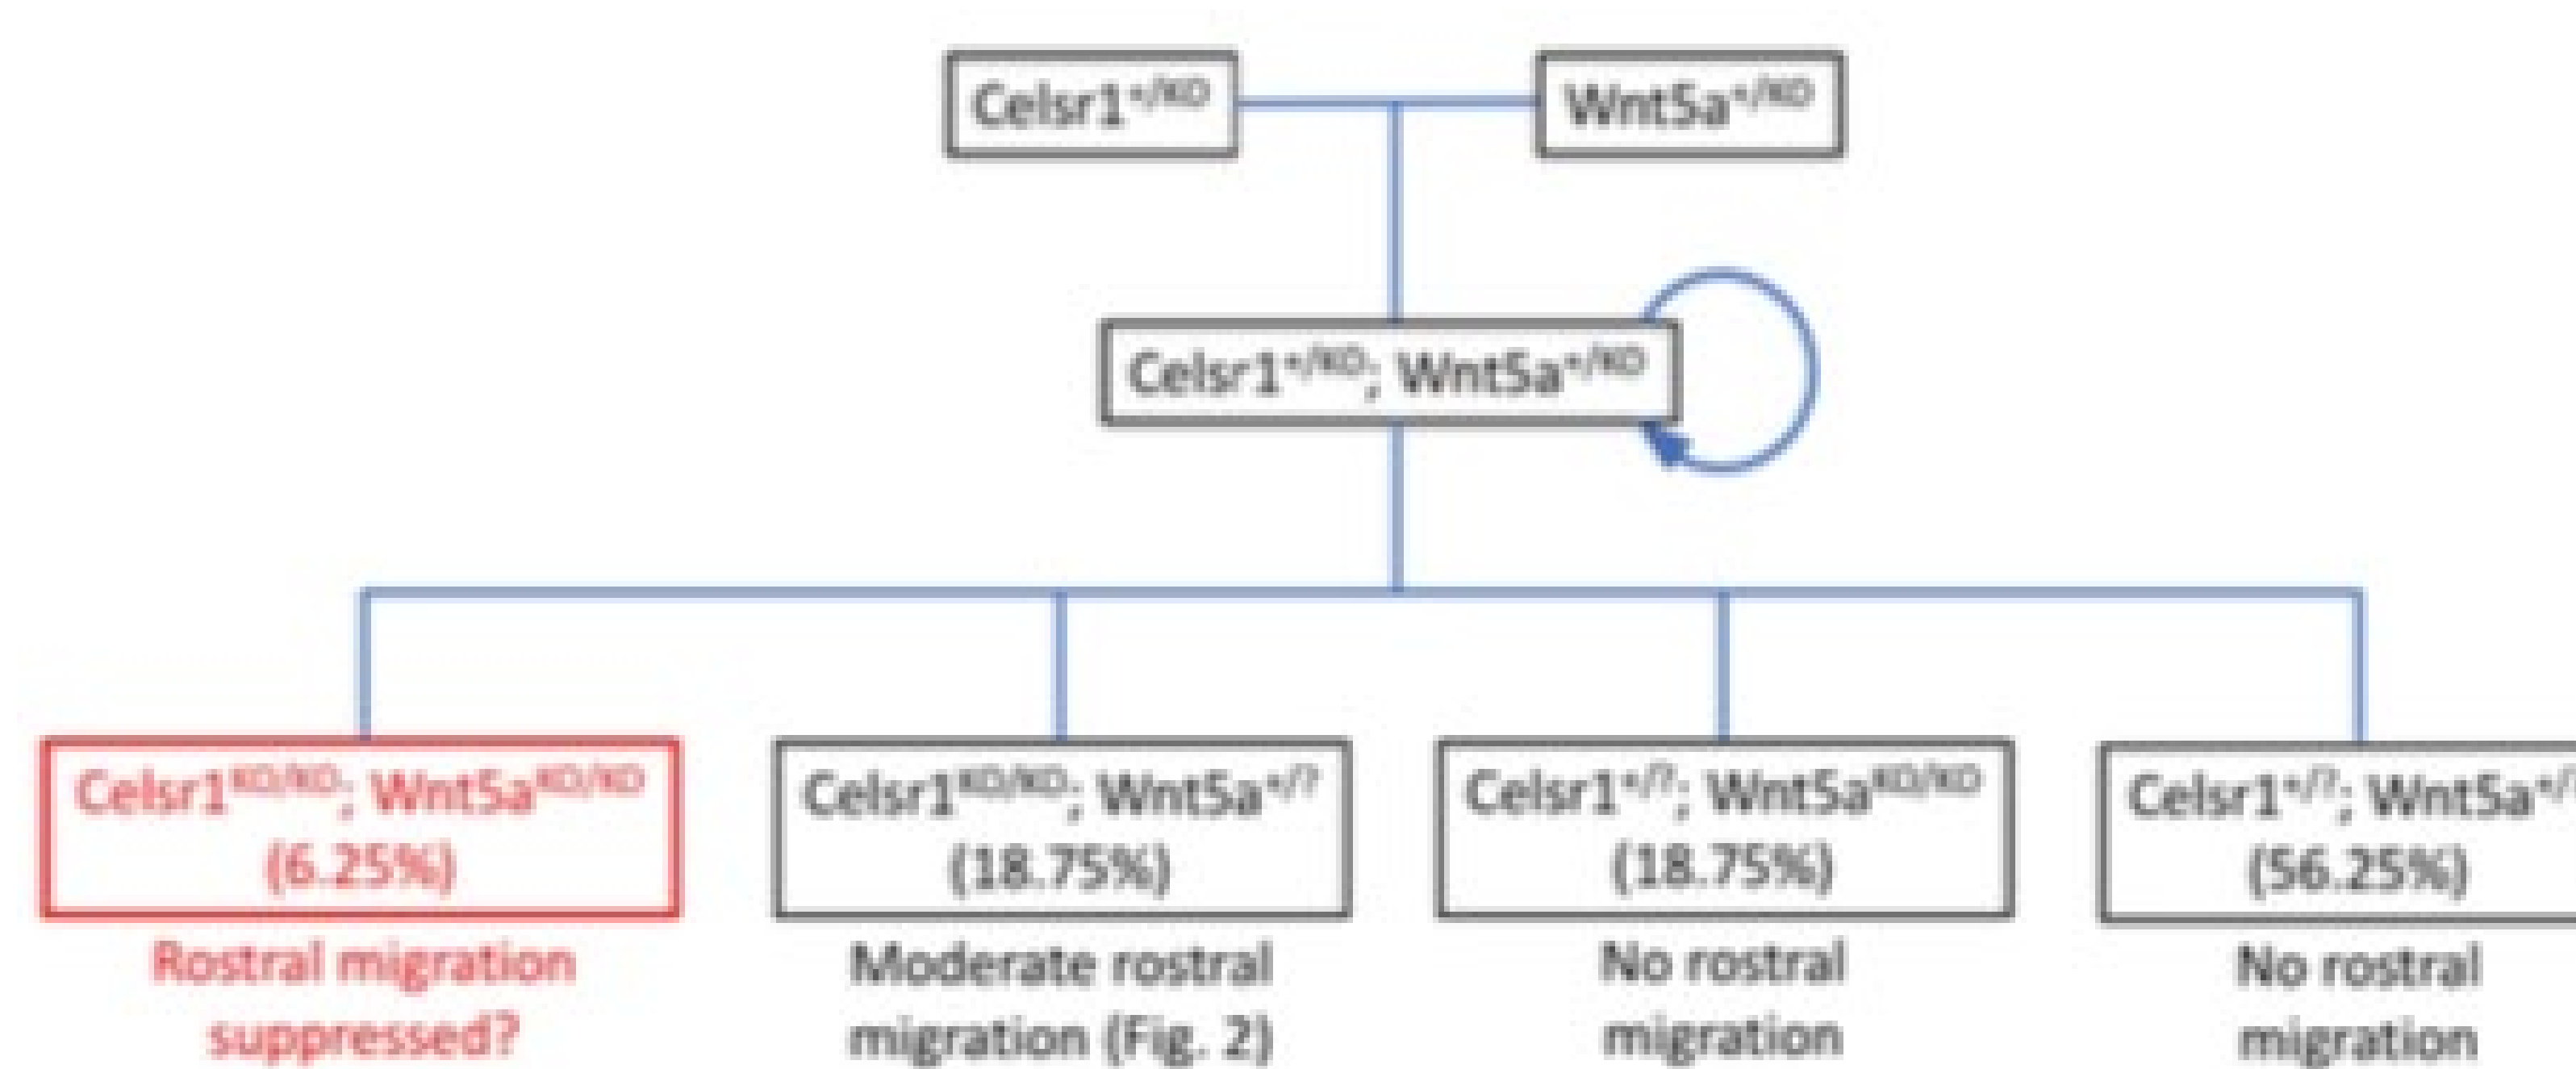 Celsr1+/KO
Wnt5a+/KO
Celsr1+/KO; Wnt5a+/KO
Celsr1KO/KO; Wnt5aKO/KO
(6.25%)
Rostral migration
suppressed?
Celsr1KO/KO; Wnt5a+/?
(18.75%)
Moderate rostral
migration (Fig. 2)
Celsr1+/?; Wnt5aKO/KO
(18.75%)
No rostral
migration
Celsr1+/?; Wnt5a+/?
(56.25%)
No rostral
migration